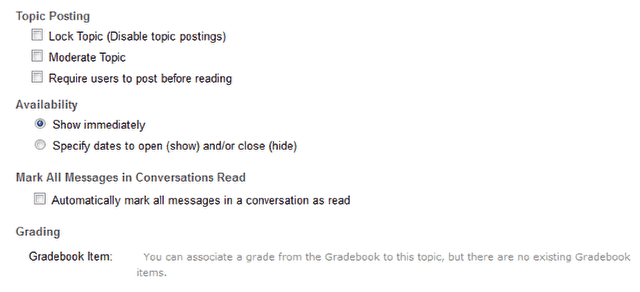 Topic Posting
Lock Topic (Disable topic postings)
Moderate Topic
Require users to post before reading
Availability
Show immediately
Specify dates to open (show) and/or close (hide)
Mark All Messages in Conversations Read
Automatically mark all messages in a conversation as read
Grading
Gradebook Item: You can associate a grade from the Gradebook to this topic, but there are no existing Gradebook
items.